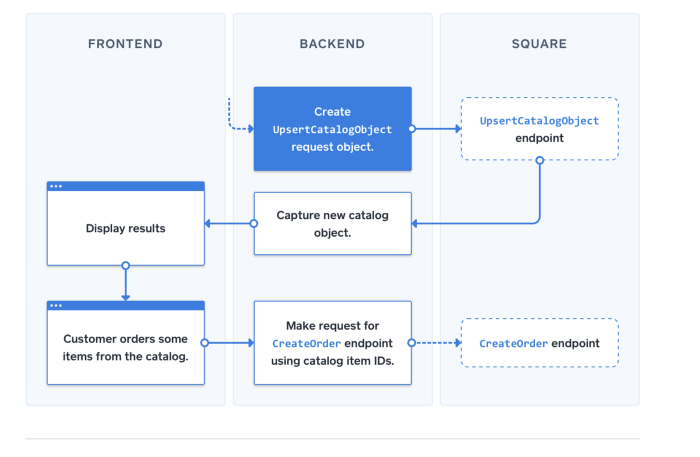 FRONTEND
BACKEND
SQUARE
Create
UpsertCatalogObject
request object.
UpsertCatalogObject
endpoint
Capture new catalog
object.
Display results
Customer orders some
items from the catalog.
Make request for
CreateOrder endpoint
using catalog item IDs.
CreateOrder endpoint